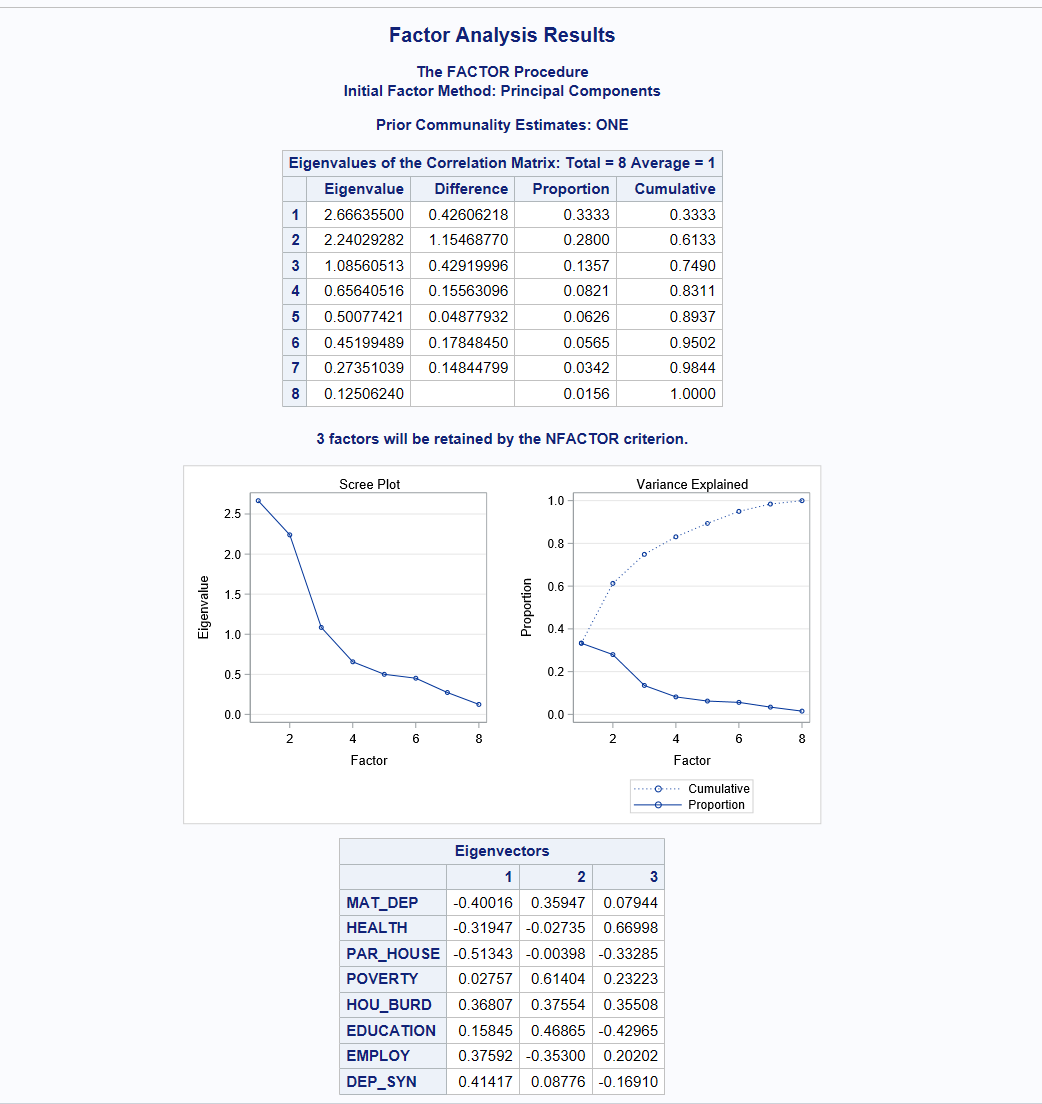 Factor Analysis Results
The FACTOR Procedure
Initial Factor Method: Principal Components
Prior Communality Estimates: ONE
Eigenvalues of the Correlation Matrix: Total = 8 Average = 1
Eigenvalue Difference Proportion Cumulative
1 2.66635500 0.42606218 0.3333 0.3333
2 2.24029282 1.15468770 0.2800 0.6133
3 1.08560513 0.42919996 0.1357 0.7490
4 0.65640516 0.15563096 0.0821 0.8311
5 0.50077421 0.04877932 0.0626 0.8937
6 0.45199489 0.17848450 0.0565 0.9502
7 0.27351039 0.14844799 0.0342 0.9844
8 0.12506240 0.0156 1.0000
3 factors will be retained by the NFACTOR criterion.
Scree Plot
2.5
2.0
1.5
1.0
0.5
0.0
Eigenvalue
2 4 6 8
Factor
Variance Explained
1.0
0.8
0.6
0.4
0.2
0.0
Proportion
2 4 6 8
Factor
Cumulative
Proportion
Eigenvectors
1 2 3
MAT_DEP -0.40016 0.35947 0.07944
HEALTH -0.31947 -0.02735 0.66998
PAR_HOUSE -0.51343 -0.00398 -0.33285
POVERTY 0.02757 0.61404 0.23223
HOU_BURD 0.36807 0.37554 0.35508
EDUCATION 0.15845 0.46865 -0.42965
EMPLOY 0.37592 -0.35300 0.20202
DEP_SYN 0.41417 0.08776 -0.16910